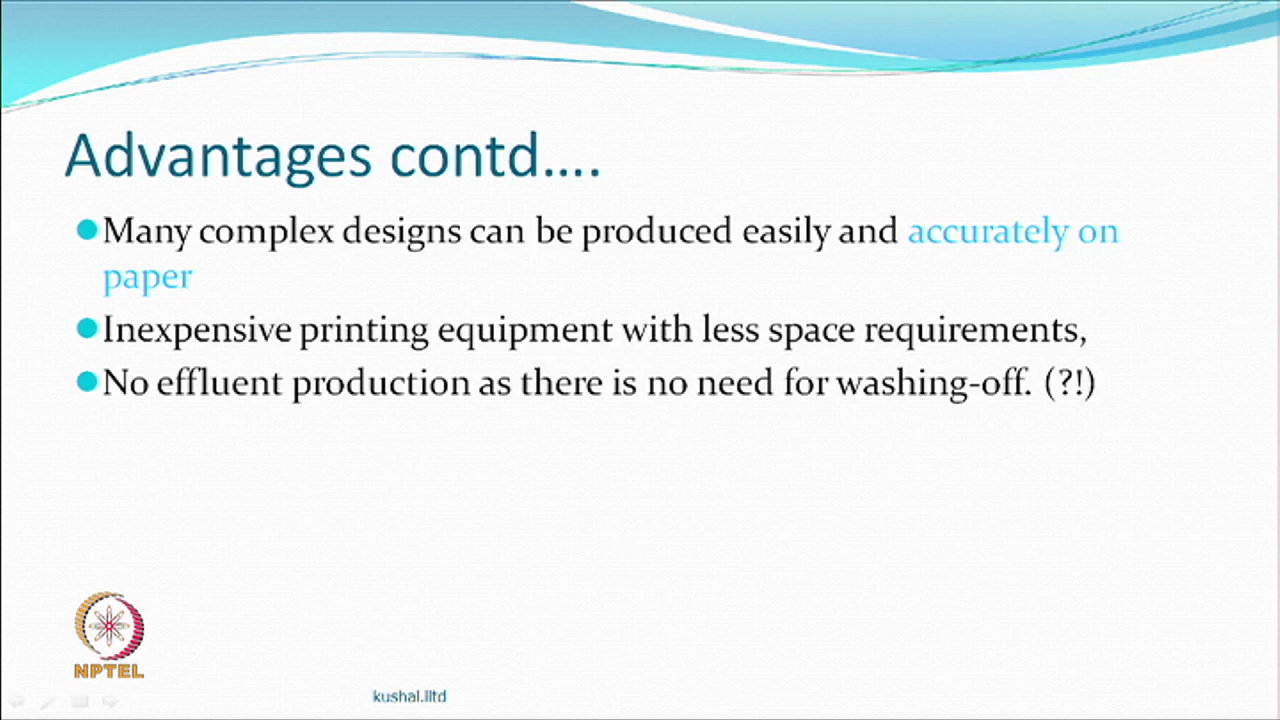 Advantages contd....
Many complex designs can be produced easily and accurately on
paper
Inexpensive printing equipment with less space requirements,
No effluent production as there is no need for washing-off. (?!)
NPTEL
kushal.iitd